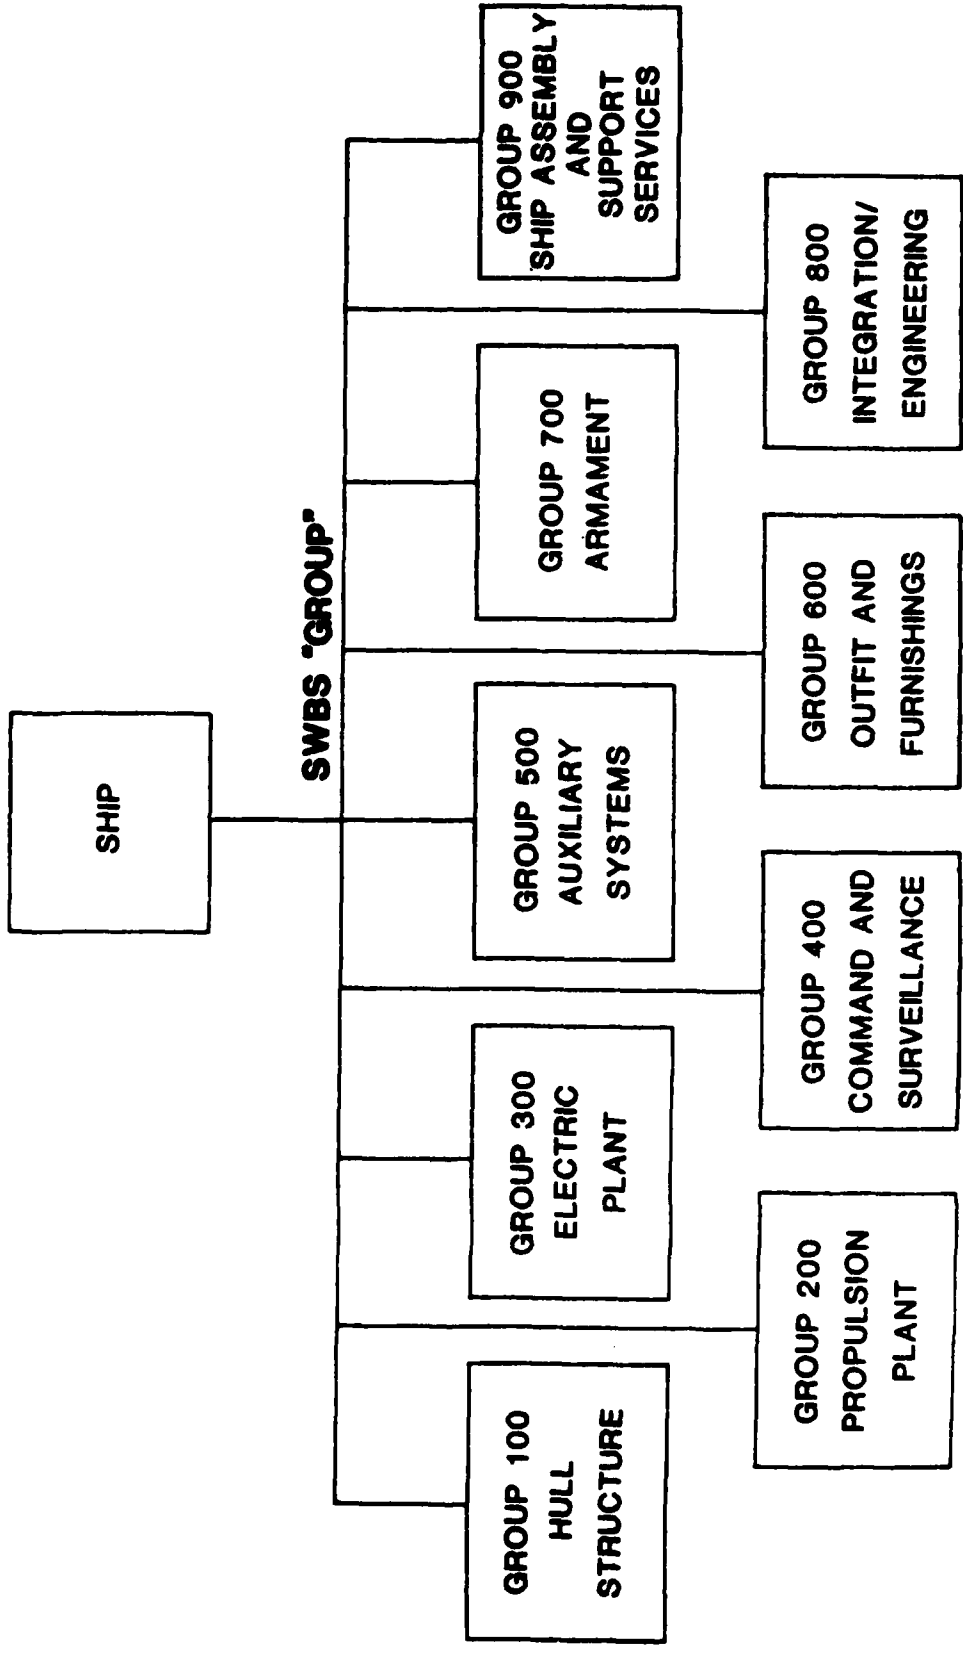 SHIP
SWBS "GROUP"
GROUP 100
HULL
STRUCTURE
GROUP 300
ELECTRIC
PLANT
GROUP 500
AUXILIARY
SYSTEMS
GROUP 700
ARMAMENT
GROUP 900
SHIP ASSEMBLY
AND
SUPPORT
SERVICES
GROUP 200
PROPULSION
PLANT
GROUP 400
COMMAND AND
SURVEILLANCE
GROUP 600
OUTFIT AND
FURNISHINGS
GROUP 800
INTEGRATION/
ENGINEERING